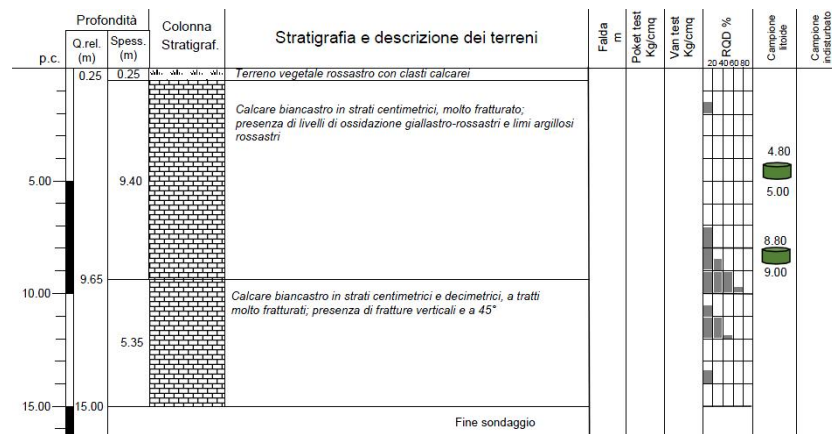 Profondità
p.c.
Q.rel.
(m)
Spess.
(m)
Colonna
Stratigraf.
Stratigrafia e descrizione dei terreni
Falda
m
Poket test
Kg/cmq
Van test
Kg/cmq
RQD %
20 40 60 80
Campione
litoide
Campione
indisturbato
0.25 0.25 Terreno vegetale rossastro con clasti calcarei
Calcare biancastro in strati centimetrici, molto fratturato;
presenza di livelli di ossidazione giallastro-rossastri e limi argillosi
rossastri
4.80
5.00 9.40 5.00
8.80
9.00
9.65
10.00 Calcare biancastro in strati centimetrici e decimetrici, a tratti
molto fratturati; presenza di fratture verticali e a 45°
5.35
15.00 15.00
Fine sondaggio